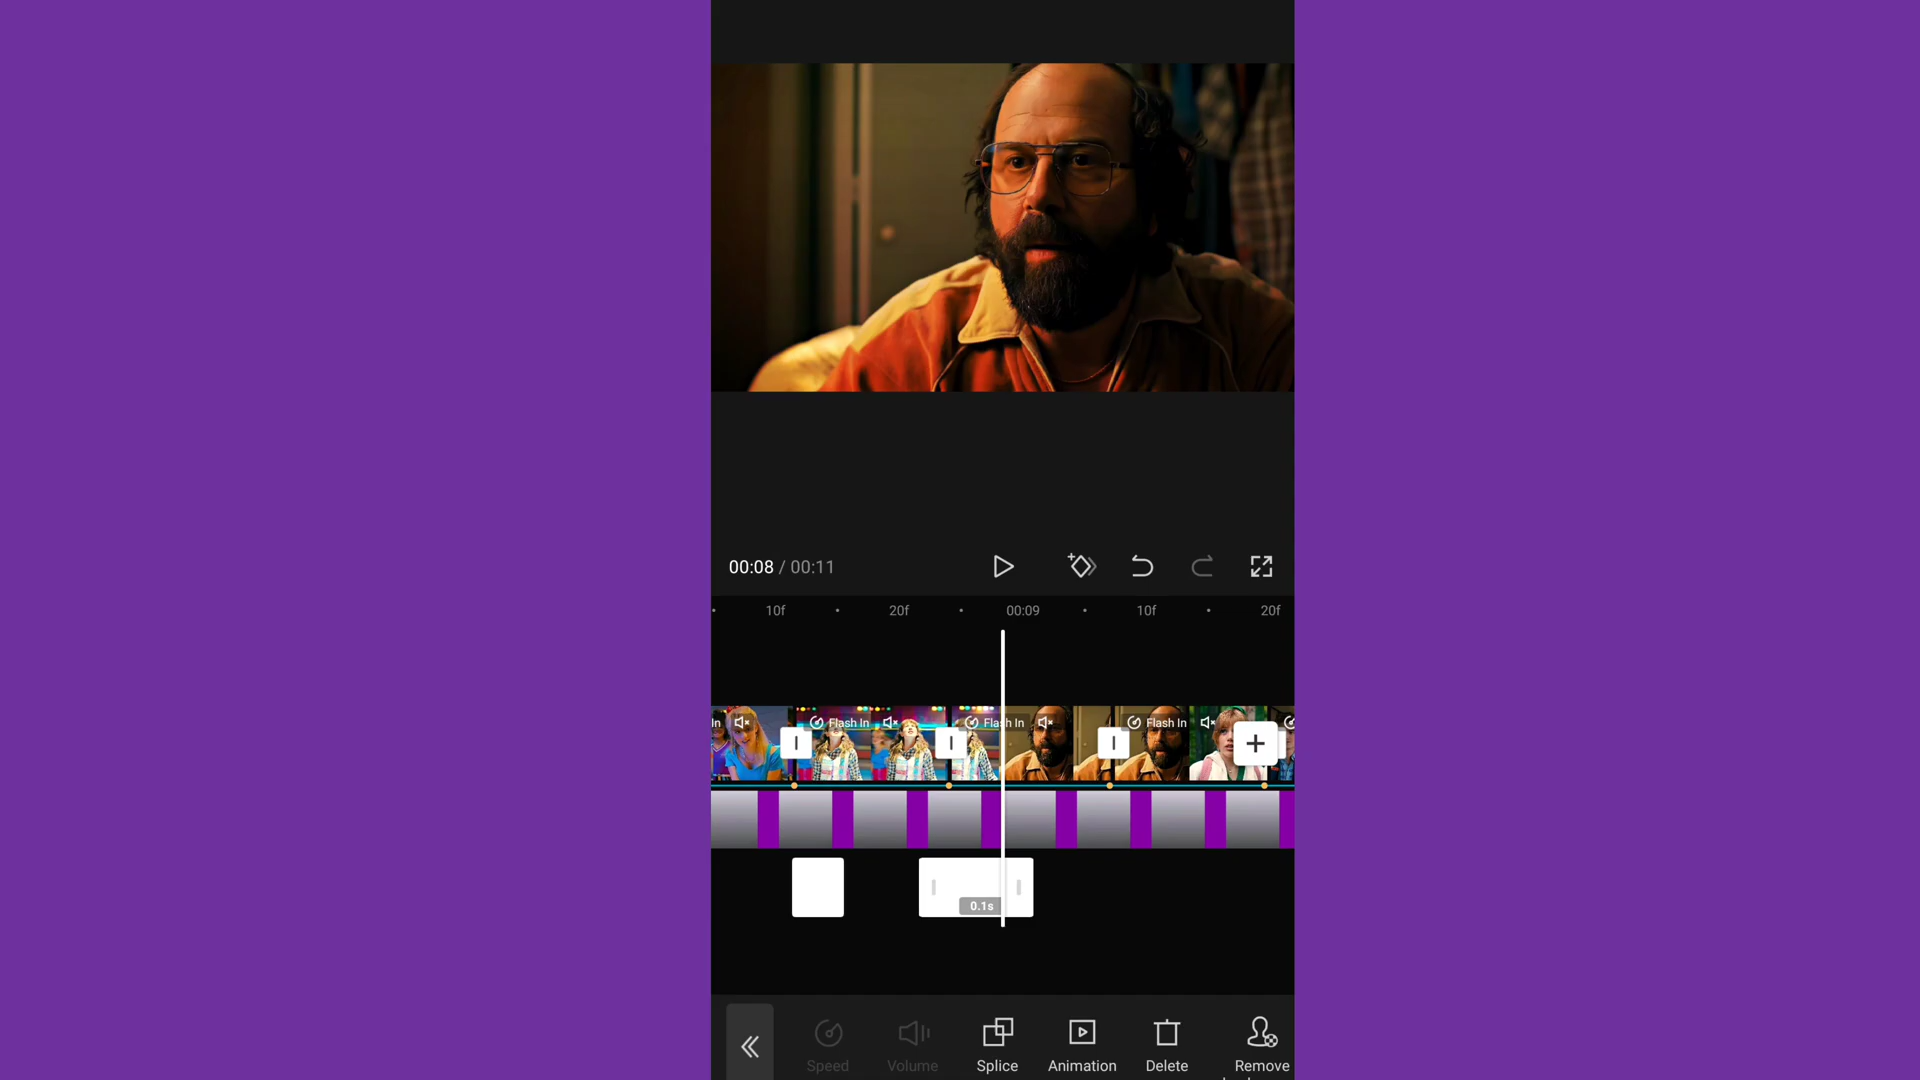 00:08 / 00:11
10f 20f 00:09 10f 20f
In Flash In Flash In Flash In
0.1s
Speed Volume Splice Animation Delete Remove